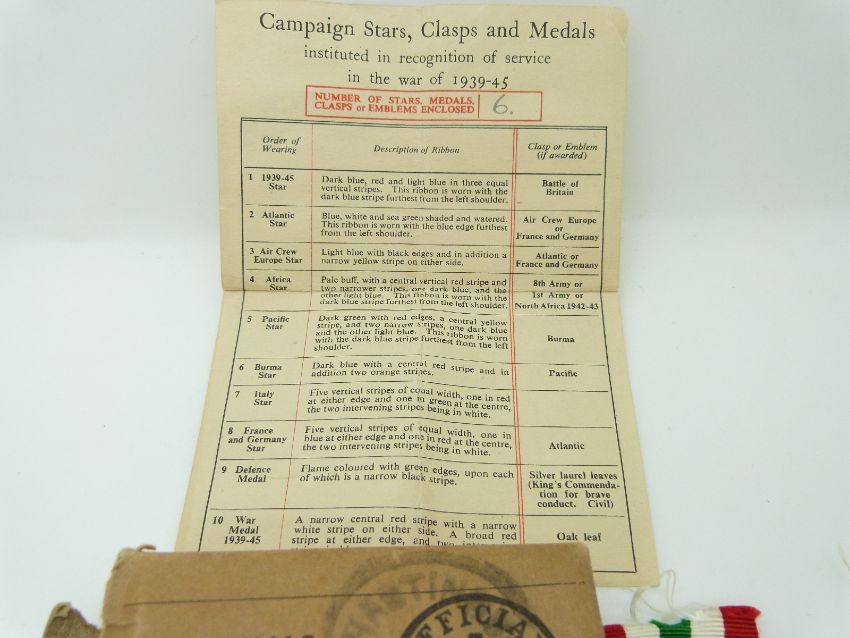 Campaign Stars, Clasps and Medals
instituted in recognition of service
in the war of 1939-45
NUMBER OF STARS, MEDALS,
CLASPS or EMBLEMS ENCLOSED 6.
Order of
Wearing
Description of Ribbon
Clasp or Emblem
(if awarded)
1 1939-45
Star
Dark blue, red and light blue in three equal
vertical stripes. This ribbon is worn with the
dark blue stripe furthest from the left shoulder.
Battle of
Britain
2 Atlantic
Star
Blue, white and sea green shaded and watered.
This ribbon is worn with the blue edge furthest
from the left shoulder.
Air Crew Europe
or
France and Germany
3 Air Crew
Europe Star
Light blue with black edges and in addition a
narrow yellow stripe on either side.
Atlantic or
France and Germany
4 Africa
Star
Pale buff, with a central vertical red stripe and
two narrower stripes, one dark blue, and the
other light blue. This ribbon is worn with the
dark blue stripe furthest from the left shoulder.
8th Army or
1st Army or
North Africa 1942-43
5 Pacific
Star
Dark green with red edges, a central yellow
stripe, and two narrow stripes, one dark blue
and the other light blue. This ribbon is worn
with the dark blue stripe furthest from the left
shoulder.
Burma
6 Burma
Star
Dark blue with a central red stripe and in
addition two orange stripes.
Pacific
7 Italy
Star
Five vertical stripes of equal width, one in red
at either edge and one in green at the centre,
the two intervening stripes being in white.
8 France
and Germany
Star
Five vertical stripes of equal width, one in
blue at either edge and one in red at the centre,
the two intervening stripes being in white.
Atlantic
9 Defence
Medal
Flame coloured with green edges, upon each
of which is a narrow black stripe.
Silver laurel leaves
(King's Commenda-
tion for brave
conduct. Civil)
10 War
Medal
1939-45
A narrow central red stripe with a narrow
white stripe on either side. A broad red
stripe at either edge, and two
Oak leaf
OFFICIAL